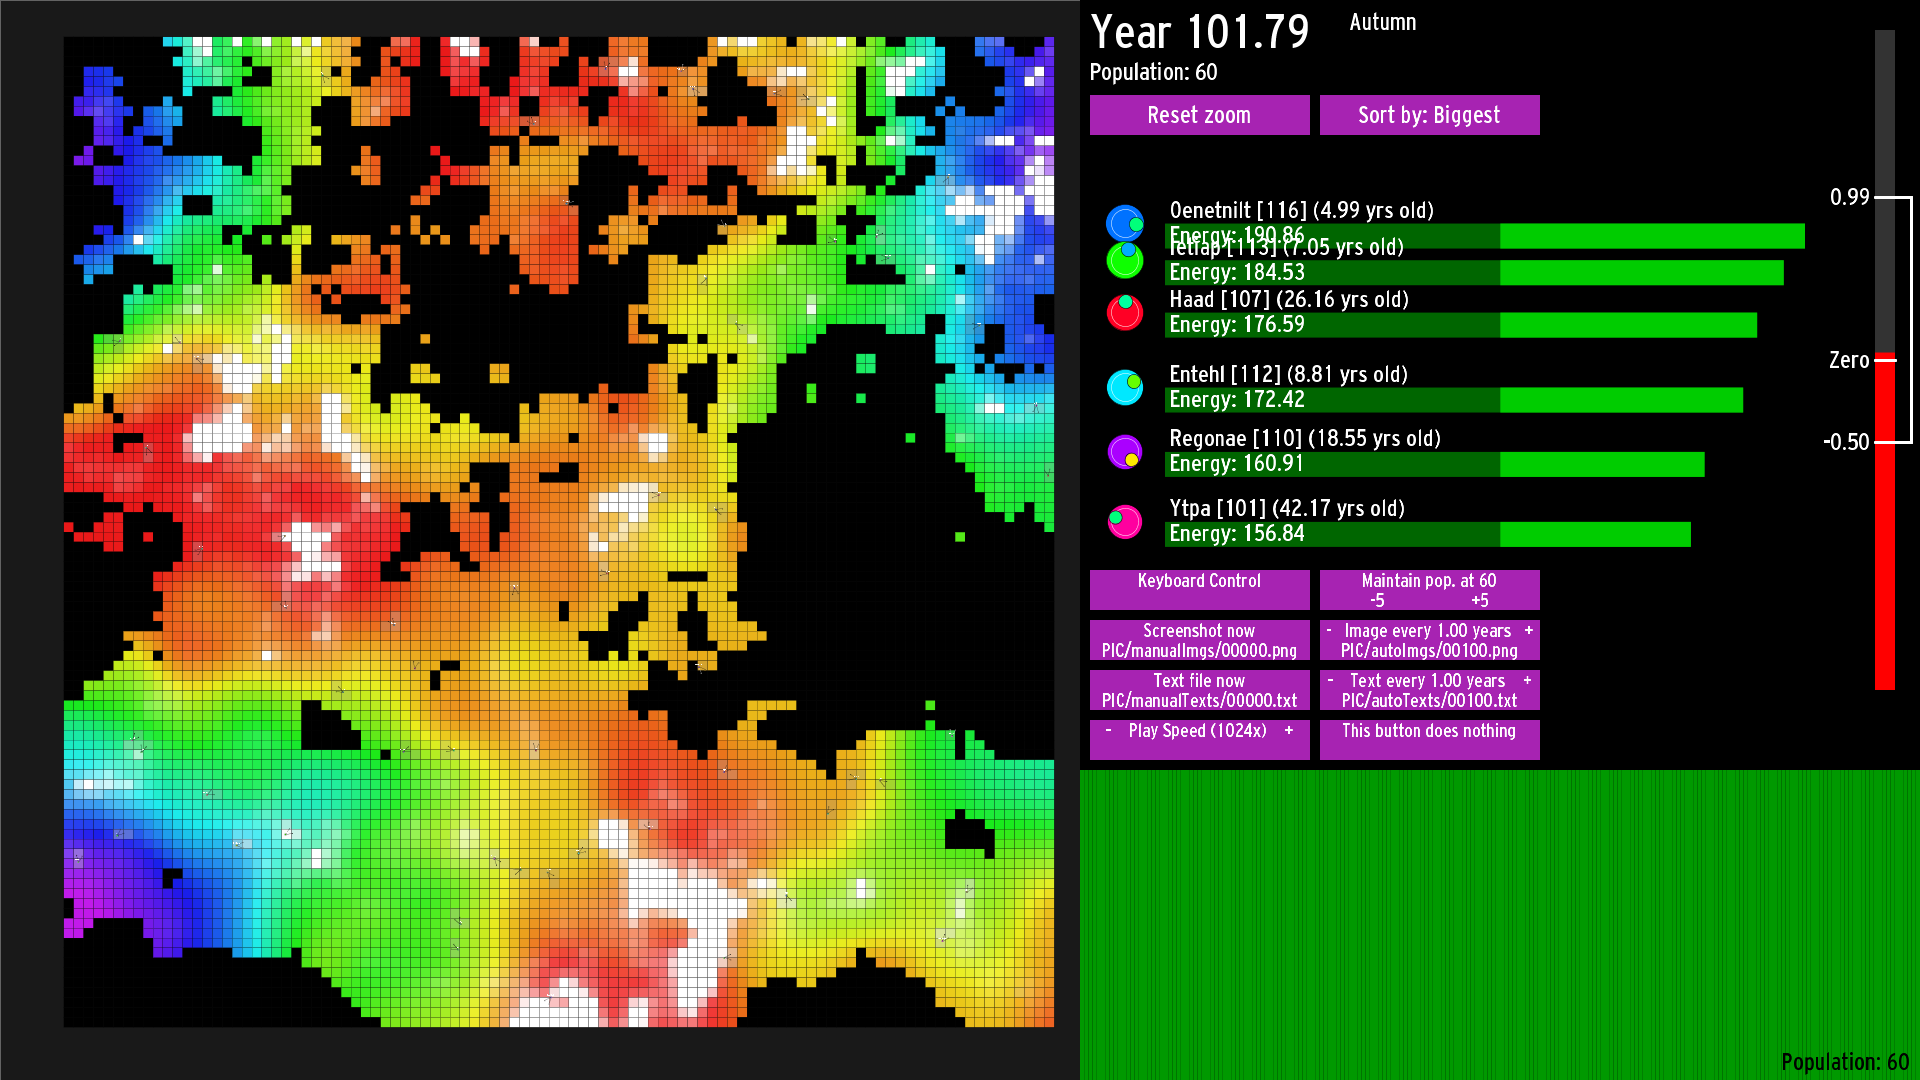 Year 101.79
Autumn
Population: 60
Reset zoom
Sort by: Biggest
Oenetnilt [116] (4.99 yrs old)
Energy: 190.86
[113] (7.05 yrs old)
Energy: 184.53
Haad [107] (26.16 yrs old)
Energy: 176.59
Entehl [112] (8.81 yrs old)
Energy: 172.42
Regonae [110] (18.55 yrs old)
Energy: 160.91
Ytpa [101] (42.17 yrs old)
Energy: 156.84
0.99
Zero
-0.50
Keyboard Control
Maintain pop. at 60
-5 +5
Screenshot now
PIC/manualImgs/00000.png
- Image every 1.00 years +
PIC/autoImgs/00100.png
Text file now
PIC/manualTexts/00000.txt
- Text every 1.00 years +
PIC/autoTexts/00100.txt
- Play Speed (1024x) +
This button does nothing
Population: 60